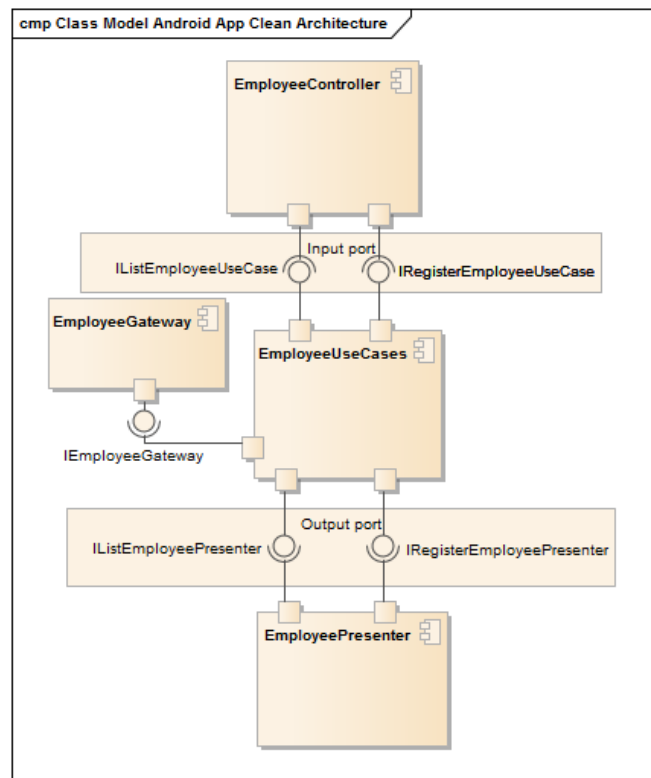 cmp Class Model Android App Clean Architecture
EmployeeController
Input port
IListEmployeeUseCase
IRegisterEmployeeUseCase
EmployeeGateway
EmployeeUseCases
IEmployeeGateway
Output port
IListEmployeePresenter
IRegisterEmployeePresenter
EmployeePresenter